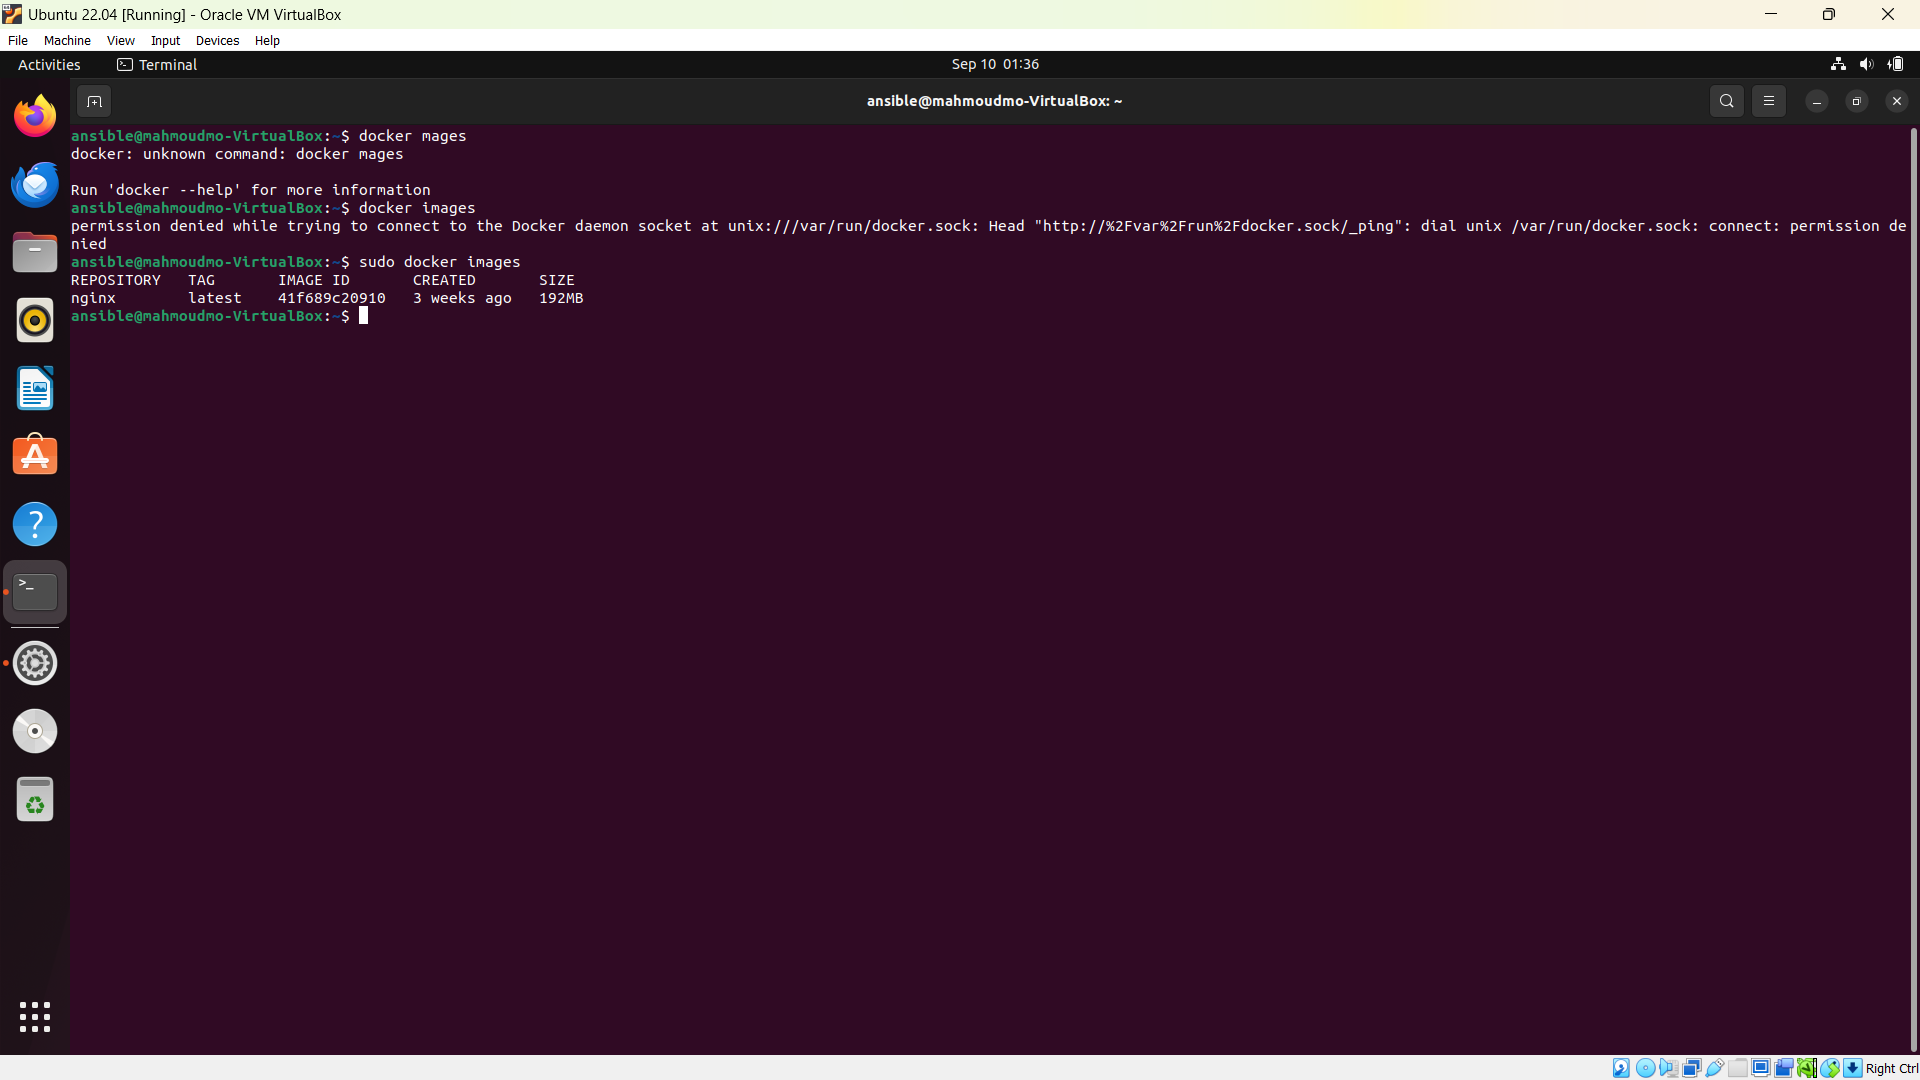 Ubuntu 22.04 [Running] - Oracle VM VirtualBox
File Machine View Input Devices Help
Activities Terminal Sep 10 01:36
ansible@mahmoudmo-VirtualBox: ~
ansible@mahmoudmo-VirtualBox:~$ docker mages
docker: unknown command: docker mages
Run 'docker --help' for more information
ansible@mahmoudmo-VirtualBox:~$ docker images
permission denied while trying to connect to the Docker daemon socket at unix:///var/run/docker.sock: Head "http://%2Fvar%2Frun%2Fdocker.sock/_ping": dial unix /var/run/docker.sock: connect: permission de
nied
ansible@mahmoudmo-VirtualBox:~$ sudo docker images
REPOSITORY TAG IMAGE ID CREATED SIZE
nginx latest 41f689c20910 3 weeks ago 192MB
ansible@mahmoudmo-VirtualBox:~$
Right Ctrl